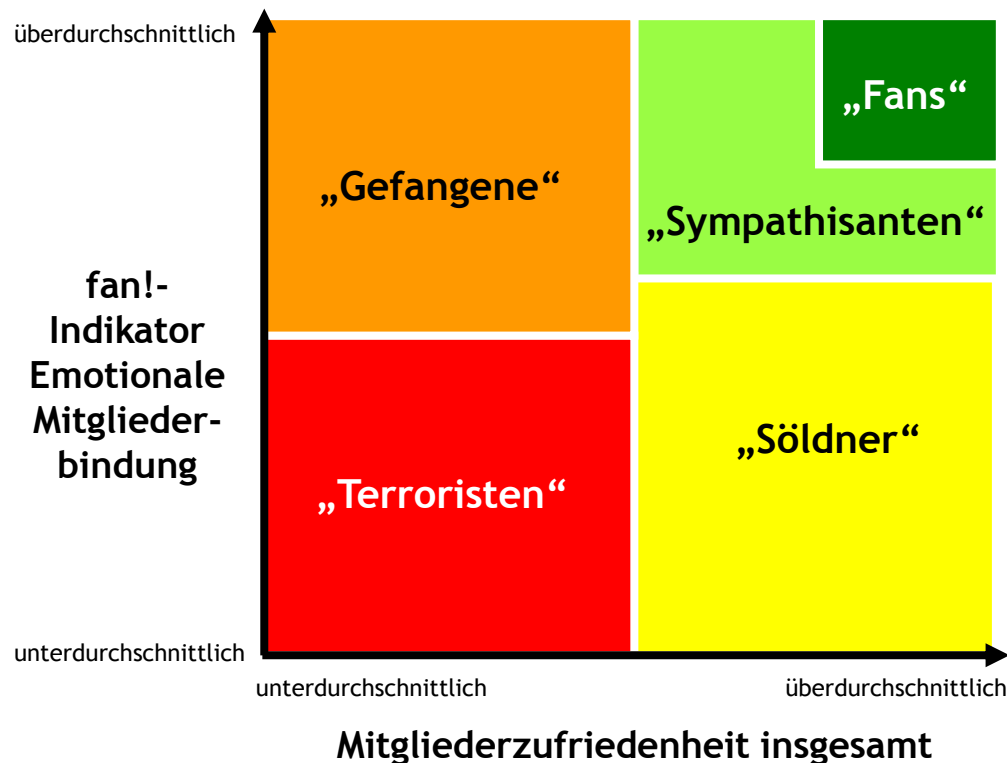 überdurchschnittlich
„Fans“
„Gefangene“
„Sympathisanten“
fan!-
Indikator
Emotionale
Mitglieder-
bindung
„Söldner“
„Terroristen“
unterdurchschnittlich
unterdurchschnittlich
überdurchschnittlich
Mitgliederzufriedenheit insgesamt